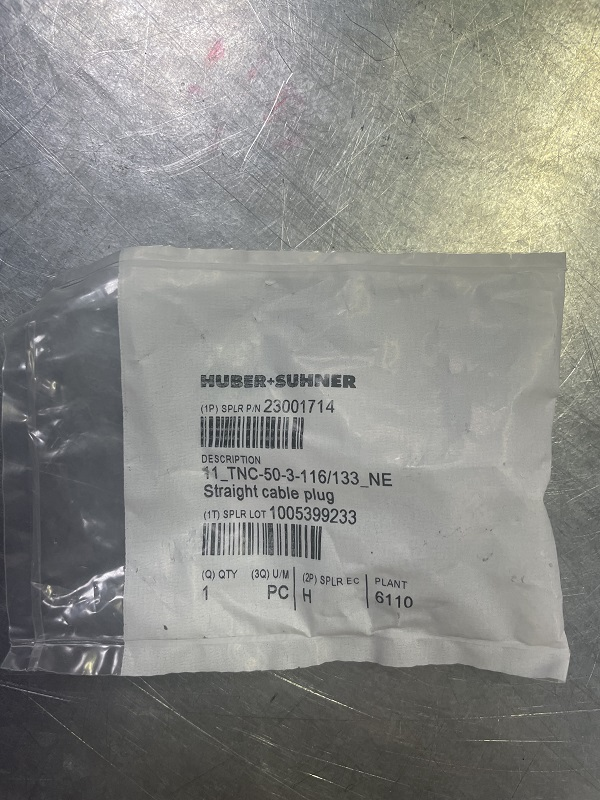 HUBER+SUHNER
(1P) SPLR P/N 23001714
DESCRIPTION
11_TNC-50-3-116/133_NE
Straight cable plug
(1T) SPLR LOT 1005399233
(Q) QTY (3Q) U/M (2P) SPLR EC PLANT
1 PC H 6110